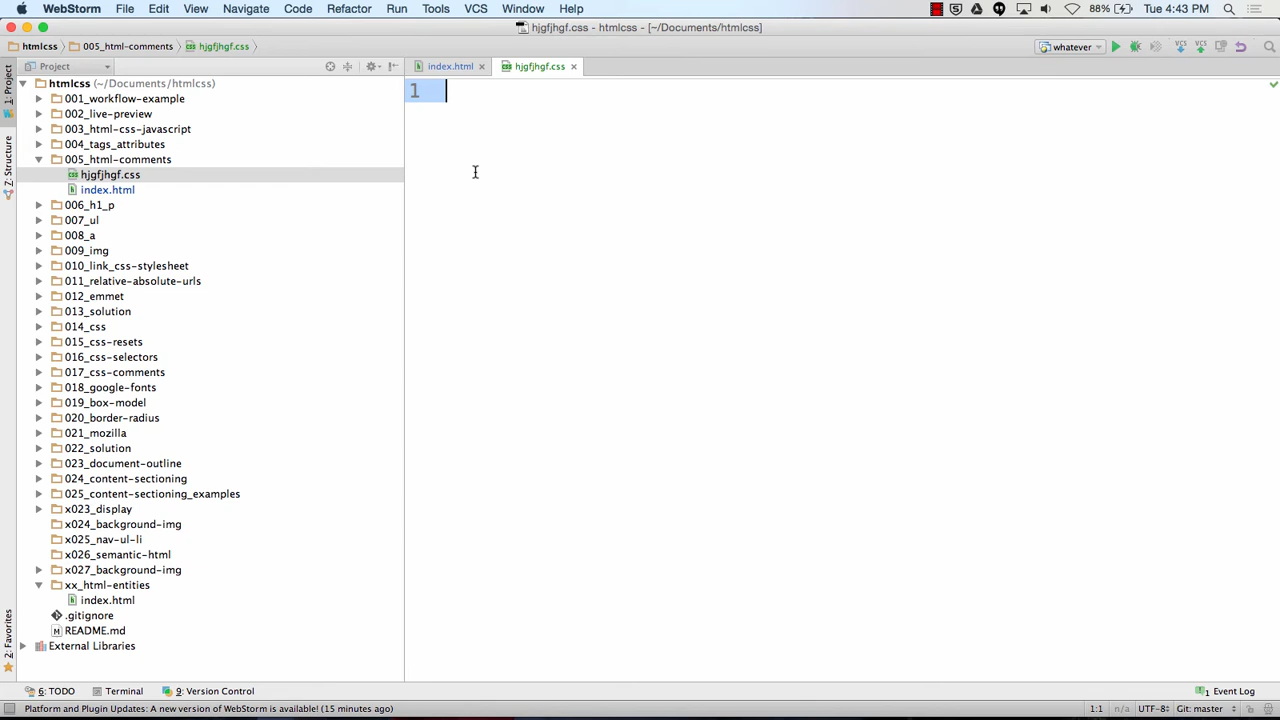 WebStorm File Edit View Navigate Code Refactor Run Tools VCS Window Help 88% Tue 4:43 PM
hjgfjhgf.css - htmlcss - [~/Documents/htmlcss]
htmlcss 005_html-comments hjgfjhgf.css whatever VCS VCS
1: Project
Project
index.html hjgfjhgf.css
1
htmlcss (~/Documents/htmlcss)
001_workflow-example
002_live-preview
003_html-css-javascript
004_tags_attributes
Z: Structure
005_html-comments
hjgfjhgf.css
index.html
006_h1_p
007_ul
008_a
009_img
010_link_css-stylesheet
011_relative-absolute-urls
012_emmet
013_solution
014_css
015_css-resets
016_css-selectors
017_css-comments
018_google-fonts
019_box-model
020_border-radius
021_mozilla
022_solution
023_document-outline
024_content-sectioning
025_content-sectioning_examples
x023_display
x024_background-img
x025_nav-ul-li
x026_semantic-html
x027_background-img
xx_html-entities
index.html
.gitignore
README.md
External Libraries
2: Favorites
6: TODO Terminal 9: Version Control 1 Event Log
Platform and Plugin Updates: A new version of WebStorm is available! (15 minutes ago) 1:1 n/a UTF-8 Git: master